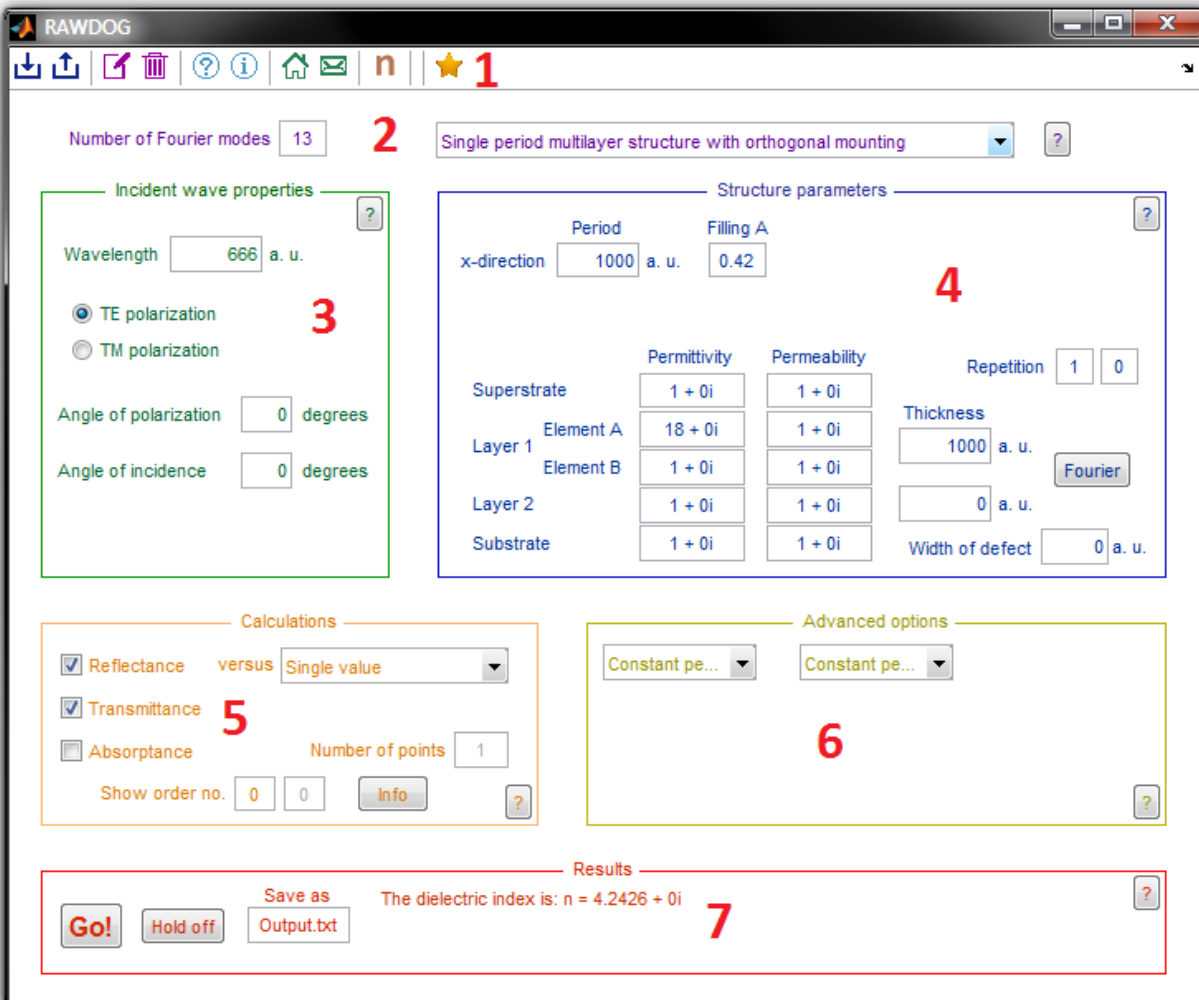 RAWDOG
n 1
Number of Fourier modes 13 2 Single period multilayer structure with orthogonal mounting ?
Incident wave properties
?
Wavelength 666 a. u.
TE polarization
3
TM polarization
Angle of polarization 0 degrees
Angle of incidence 0 degrees
Structure parameters
?
Period Filling A
x-direction 1000 a. u. 0.42
4
Permittivity Permeability Repetition 1 0
Superstrate 1 + 0i 1 + 0i
Thickness
Layer 1 Element A 18 + 0i 1 + 0i 1000 a. u.
Element B 1 + 0i 1 + 0i Fourier
Layer 2 1 + 0i 1 + 0i 0 a. u.
Substrate 1 + 0i 1 + 0i Width of defect 0 a. u.
Calculations
Reflectance versus Single value
Transmittance 5
Absorptance Number of points 1
Show order no. 0 0 Info ?
Advanced options
Constant pe... Constant pe...
6
?
Results
?
Save as The dielectric index is: n = 4.2426 + 0i
Go! Hold off Output.txt 7